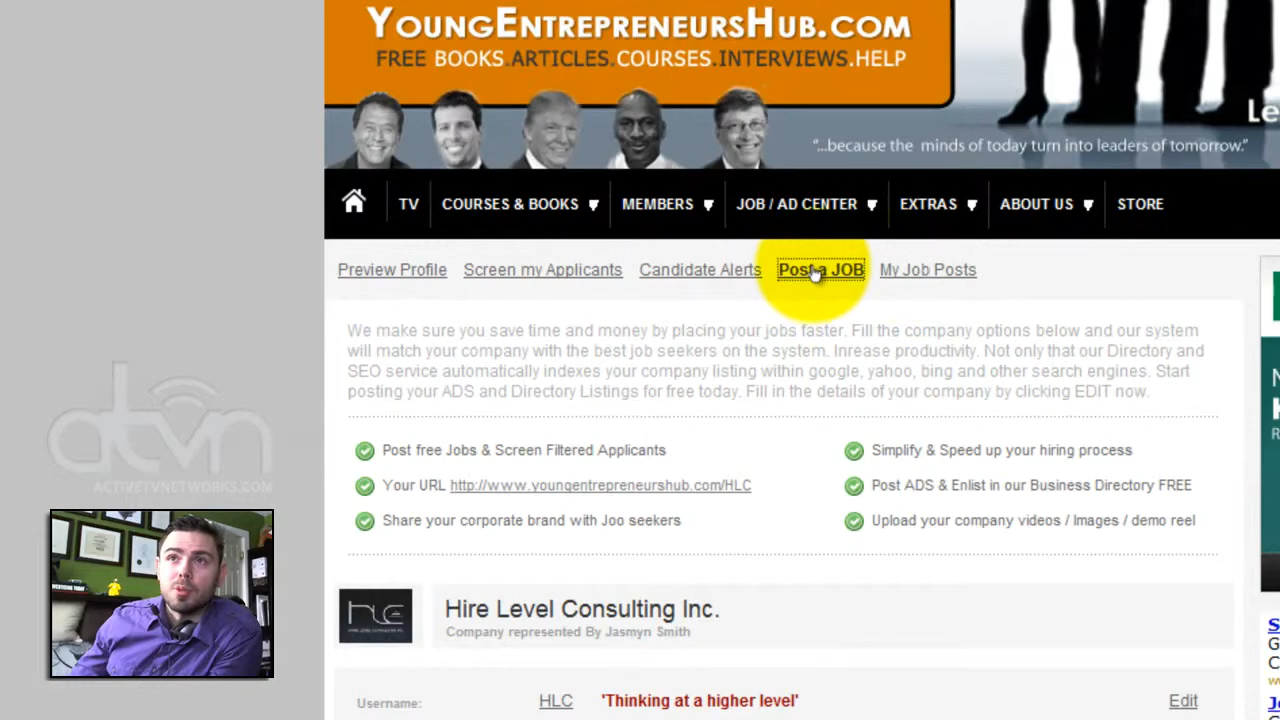 YOUNGENTREPRENEURSHUB.COM
FREE BOOKS.ARTICLES.COURSES.INTERVIEWS.HELP
Le
“...because the minds of today turn into leaders of tomorrow.”
TV COURSES & BOOKS MEMBERS JOB / AD CENTER EXTRAS ABOUT US STORE
Preview Profile Screen my Applicants Candidate Alerts Post a JOB My Job Posts
We make sure you save time and money by placing your jobs faster. Fill the company options below and our system
will match your company with the best job seekers on the system. Inrease productivity. Not only that our Directory and
SEO service automatically indexes your company listing within google, yahoo, bing and other search engines. Start
posting your ADS and Directory Listings for free today. Fill in the details of your company by clicking EDIT now.
Post free Jobs & Screen Filtered Applicants
Simplify & Speed up your hiring process
Your URL http://www.youngentrepreneurshub.com/HLC
Post ADS & Enlist in our Business Directory FREE
Share your corporate brand with Joo seekers
Upload your company videos / Images / demo reel
atvn
ACTIVETVNETWORKS.COM
hlc
Hire Level Consulting Inc.
Company represented By Jasmyn Smith
Username: HLC 'Thinking at a higher level' Edit